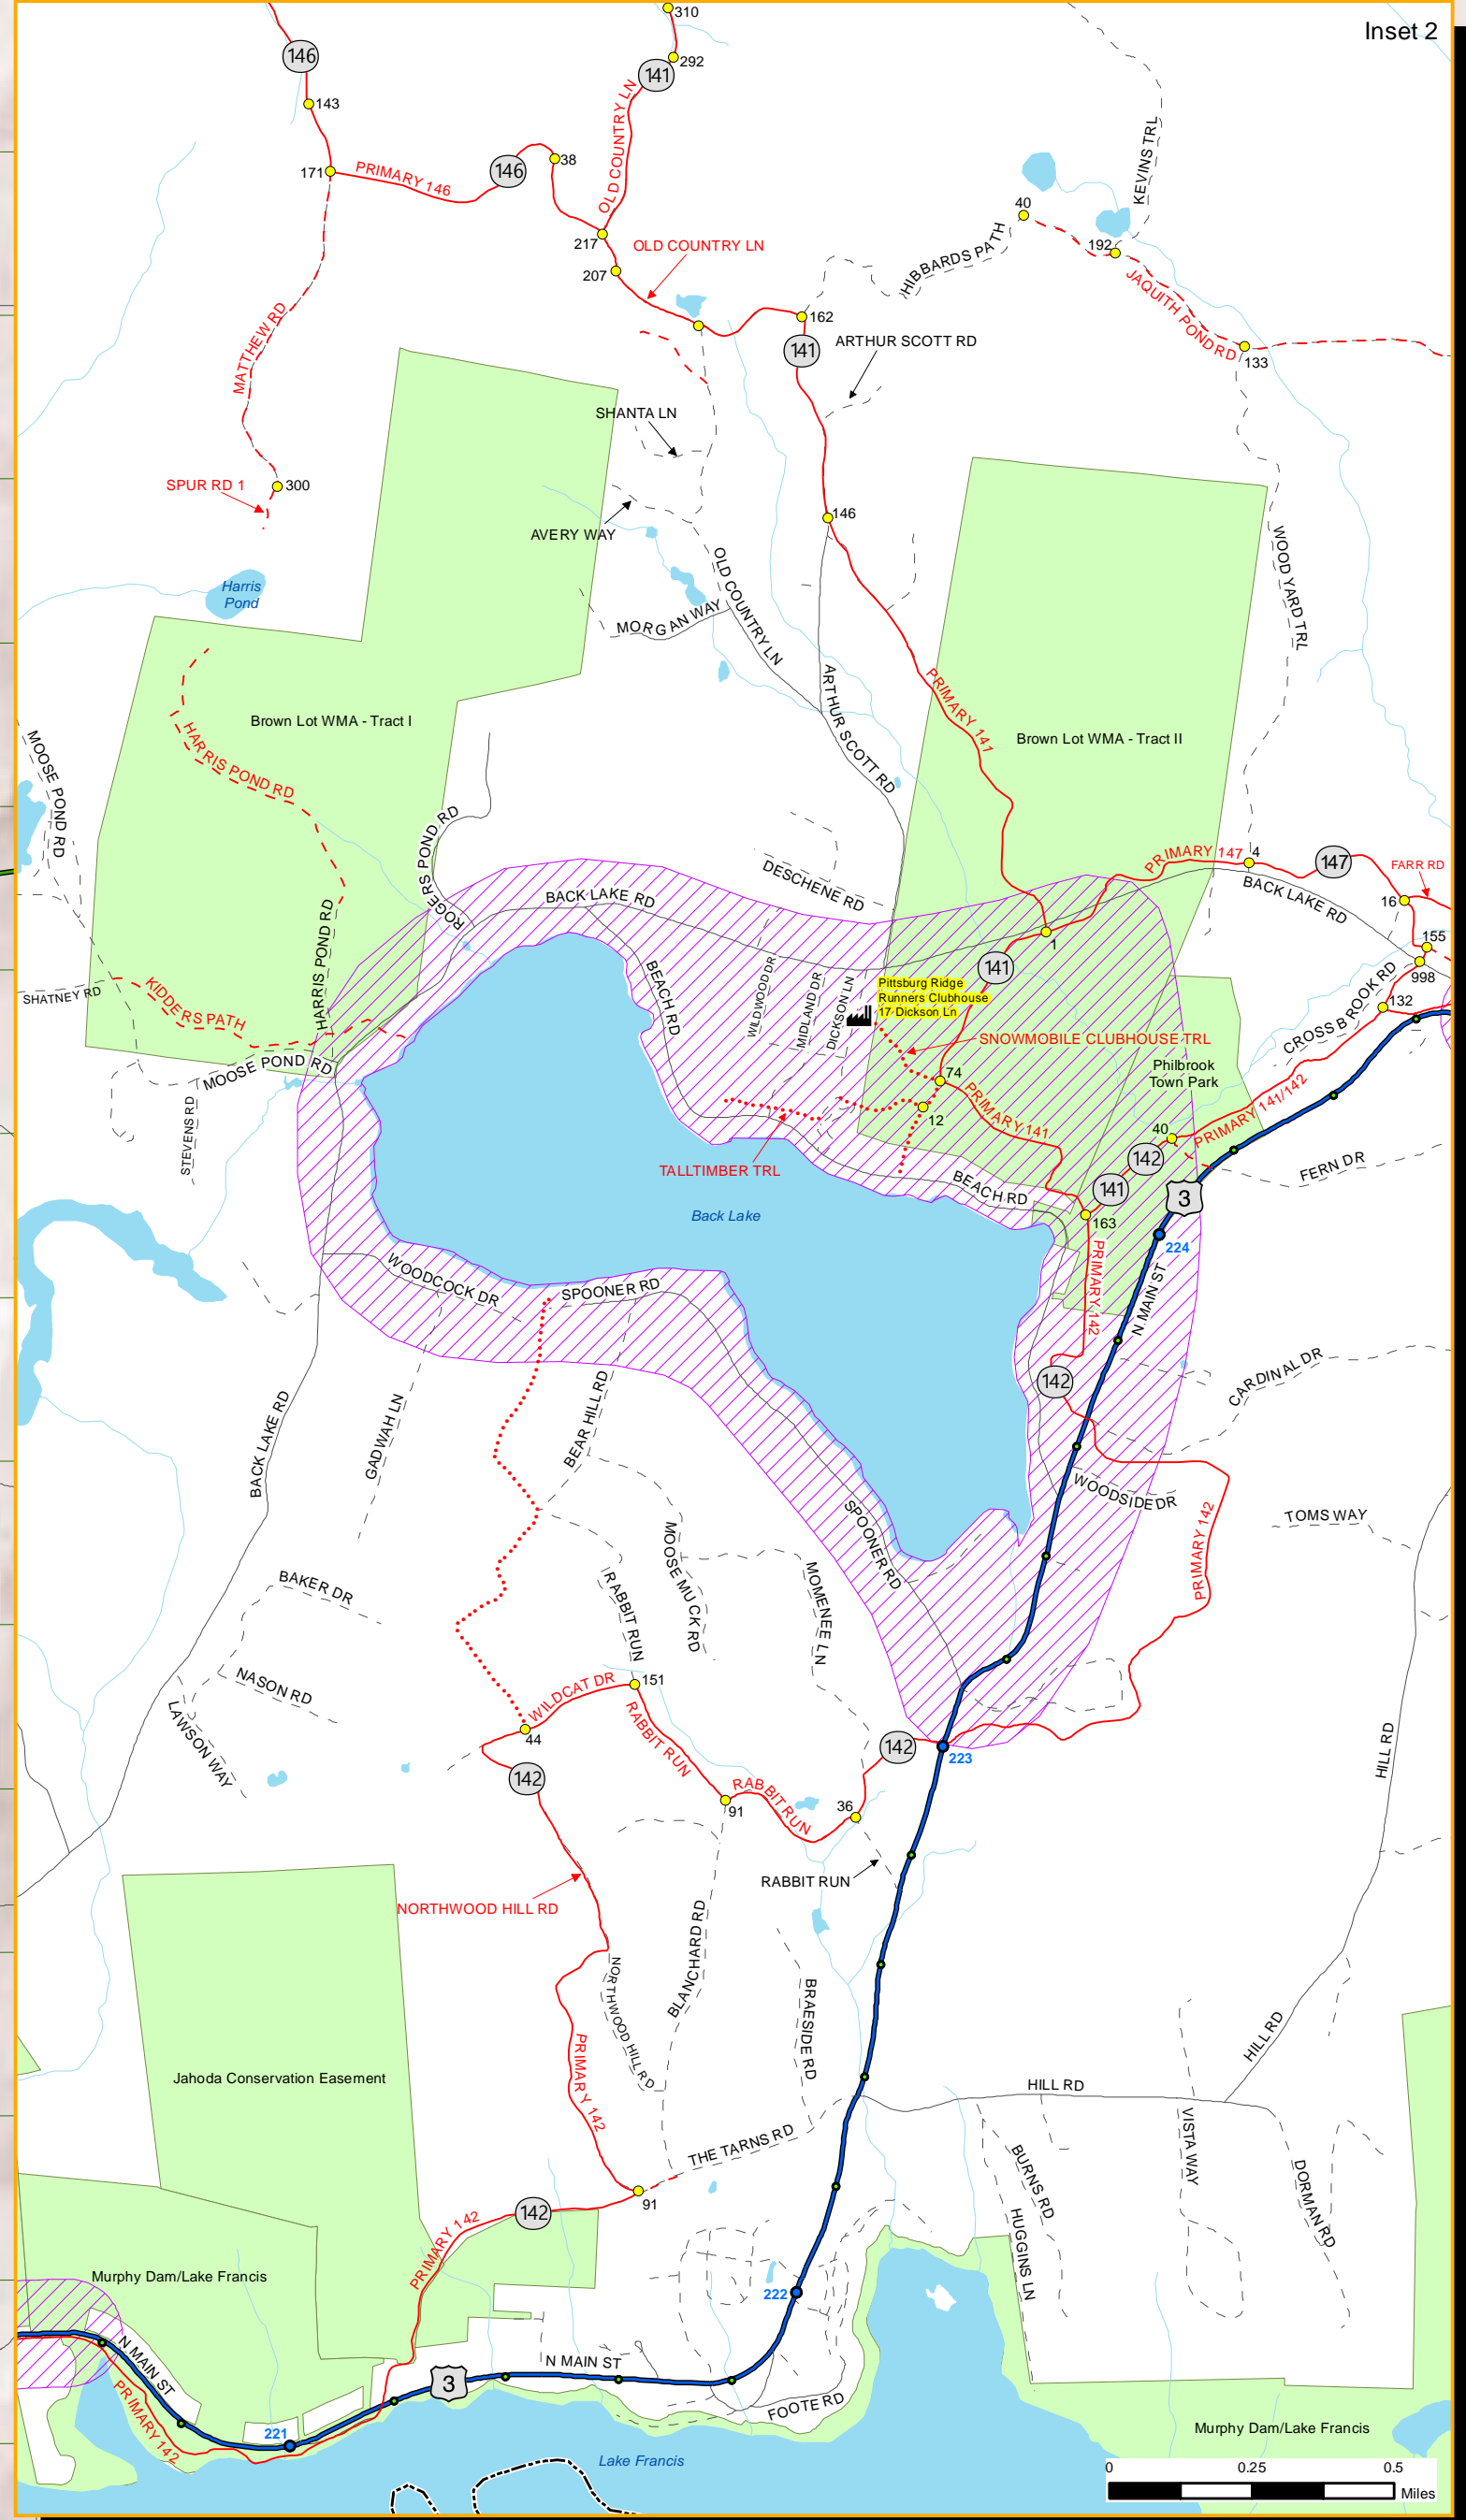 Inset 2
310
146
292
141
143
OLD COUNTRY LN
38
171
PRIMARY 146
146
KEVINS TRL
40
217
OLD COUNTRY LN
192
HIBBARDS PATH
207
JAQUITH POND RD
162
MATTHEW RD
141
ARTHUR SCOTT RD
133
SHANTA LN
SPUR RD 1
300
146
AVERY WAY
WOOD YARD TRL
OLD COUNTRY LN
Harris
Pond
MORGAN WAY
ARTHUR SCOTT RD
PRIMARY 141
Brown Lot WMA - Tract I
Brown Lot WMA - Tract II
HARRIS POND RD
MOOSE POND RD
ROGERS POND RD
PRIMARY 147
4
147
FARR RD
DESCHENE RD
BACK LAKE RD
BACK LAKE RD
16
HARRIS POND RD
1
155
BEACH RD
WILDWOOD DR
MIDLAND DR
DICKSON LN
141
998
Pittsburg Ridge
Runners Clubhouse
17 Dickson Ln
SHATNEY RD
KIDDERS PATH
CROSS BROOK RD
132
SNOWMOBILE CLUBHOUSE TRL
MOOSE POND RD
74
Philbrook
Town Park
PRIMARY 141
PRIMARY 141/142
STEVENS RD
12
40
142
TALLTIMBER TRL
FERN DR
BEACH RD
141
3
Back Lake
163
224
PRIMARY 142
N MAIN ST
WOODCOCK DR
SPOONER RD
142
CARDINAL DR
BACK LAKE RD
GADWAH LN
BEAR HILL RD
WOODSIDE DR
SPOONER RD
TOMS WAY
PRIMARY 142
MOOSE MUCK RD
MOMENEE LN
BAKER DR
RABBIT RUN
NASON RD
WILDCAT DR
151
LAWSON WAY
44
RABBIT RUN
142
223
HILL RD
142
RABBIT RUN
91
36
RABBIT RUN
NORTHWOOD HILL RD
BLANCHARD RD
NORTHWOOD HILL RD
BRAESIDE RD
HILL RD
PRIMARY 142
Jahoda Conservation Easement
HILL RD
THE TARNS RD
VISTA WAY
BURNS RD
DORMAN RD
91
142
HUGGINS LN
PRIMARY 142
Murphy Dam/Lake Francis
222
N MAIN ST
N MAIN ST
3
PRIMARY 142
FOOTE RD
221
Murphy Dam/Lake Francis
Lake Francis
0
0.25
0.5
Miles